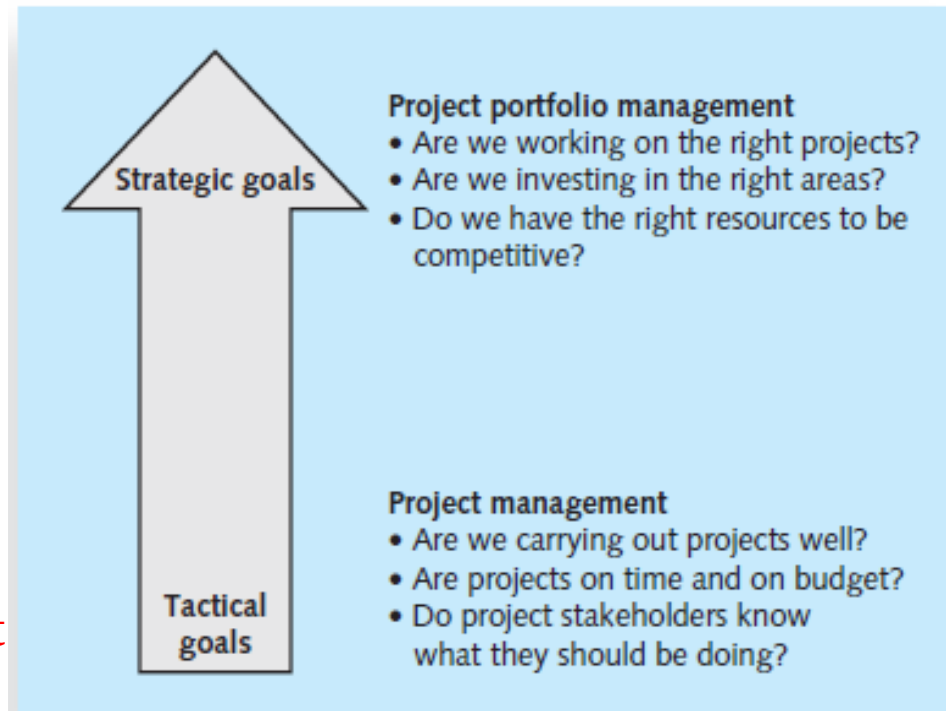 Project portfolio management
• Are we working on the right projects?
Strategic goals
• Are we investing in the right areas?
• Do we have the right resources to be
competitive?
Project management
• Are we carrying out projects well?
• Are projects on time and on budget?
Tactical
goals
• Do project stakeholders know
what they should be doing?
t